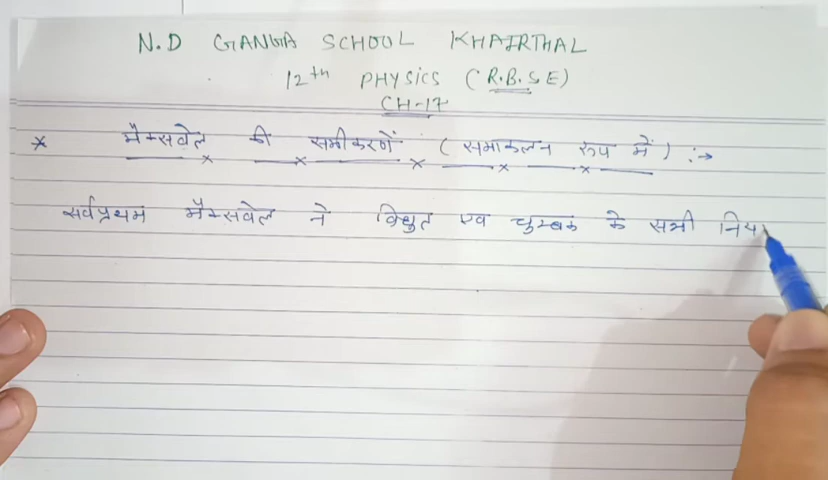 N.D GANGA SCHOOL KHAIRTHAL
12th PHYSICS (R.B.S.E)
CH-17
* मैक्सवेल की समीकरणें (समाकलन रूप में) :→
सर्वप्रथम मैक्सवेल ने विधुत एव चुम्बक के सभी निय